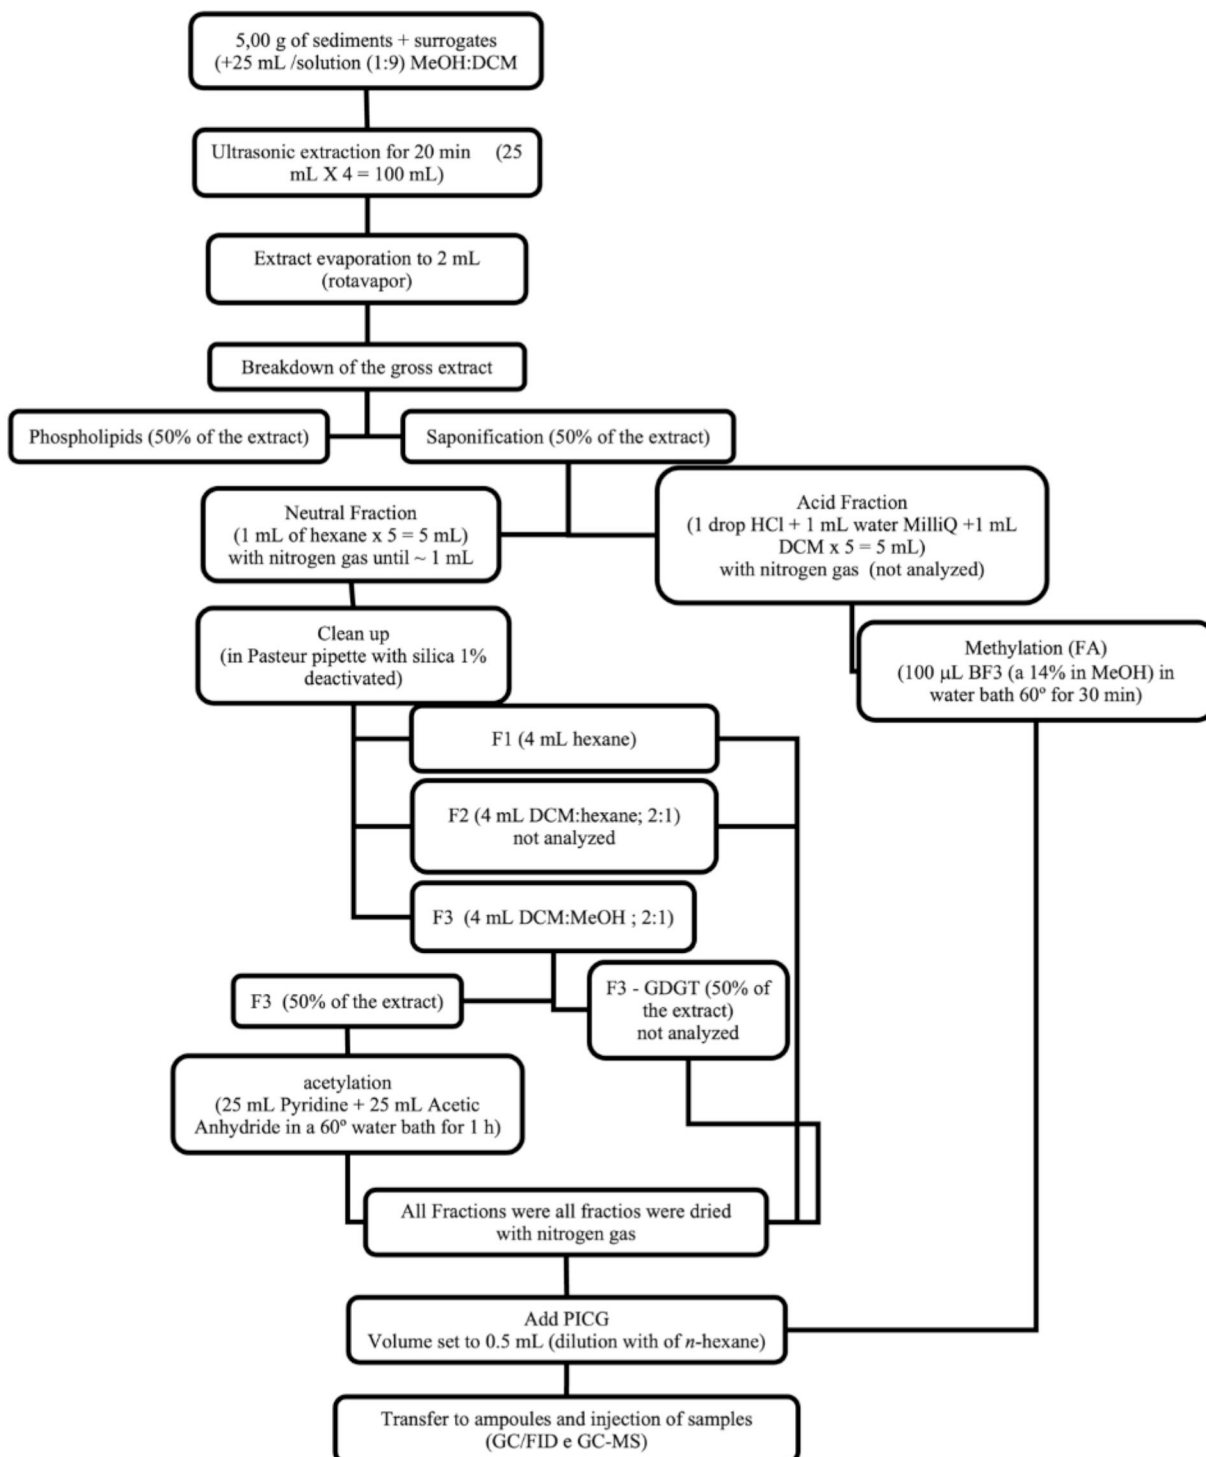 5,00 g of sediments + surrogates
(+25 mL /solution (1:9) MeOH:DCM
Ultrasonic extraction for 20 min (25
mL X 4 = 100 mL)
Extract evaporation to 2 mL
(rotavapor)
Breakdown of the gross extract
Phospholipids (50% of the extract)
Saponification (50% of the extract)
Neutral Fraction
(1 mL of hexane x 5 = 5 mL)
with nitrogen gas until ~ 1 mL
Acid Fraction
(1 drop HCl + 1 mL water MilliQ +1 mL
DCM x 5 = 5 mL)
with nitrogen gas (not analyzed)
Clean up
(in Pasteur pipette with silica 1%
deactivated)
Methylation (FA)
(100 µL BF3 (a 14% in MeOH) in
water bath 60º for 30 min)
F1 (4 mL hexane)
F2 (4 mL DCM:hexane; 2:1)
not analyzed
F3 (4 mL DCM:MeOH ; 2:1)
F3 (50% of the extract)
F3 - GDGT (50% of
the extract)
not analyzed
acetylation
(25 mL Pyridine + 25 mL Acetic
Anhydride in a 60º water bath for 1 h)
All Fractions were all fractios were dried
with nitrogen gas
Add PICG
Volume set to 0.5 mL (dilution with of n-hexane)
Transfer to ampoules and injection of samples
(GC/FID e GC-MS)